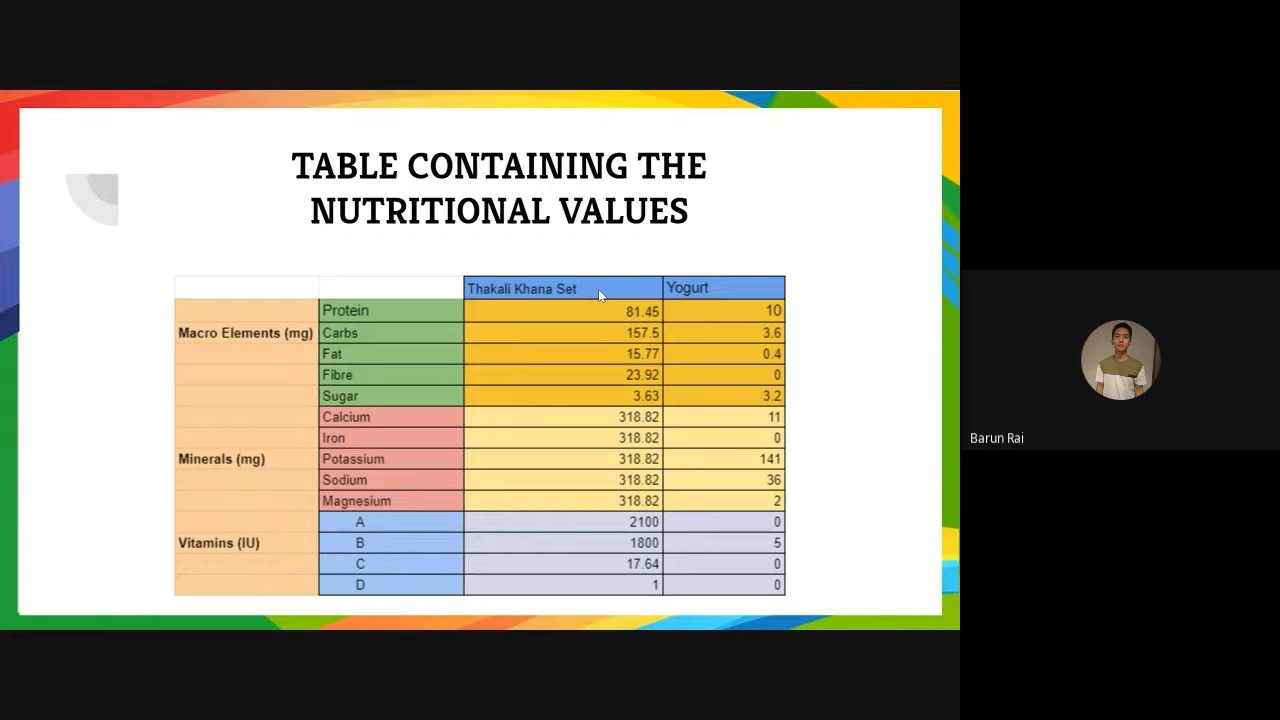 TABLE CONTAINING THE
NUTRITIONAL VALUES
Thakali Khana Set Yogurt
Protein 81.45 10
Macro Elements (mg) Carbs 157.5 3.6
Fat 15.77 0.4
Fibre 23.92 0
Sugar 3.63 3.2
Calcium 318.82 11
Iron 318.82 0
Minerals (mg) Potassium 318.82 141
Sodium 318.82 36
Magnesium 318.82 2
A 2100 0
Vitamins (IU) B 1800 5
C 17.64 0
D 1 0
Barun Rai